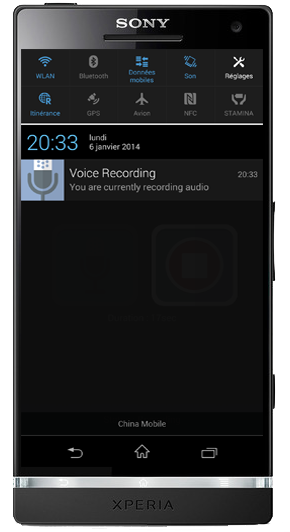 SONY
WLAN
Bluetooth
Données
mobiles
Son
Réglages
Itinérance
GPS
Avion
NFC
STAMINA
20:33
lundi
6 janvier 2014
Voice Recording
20:33
You are currently recording audio
China Mobile
XPERIA